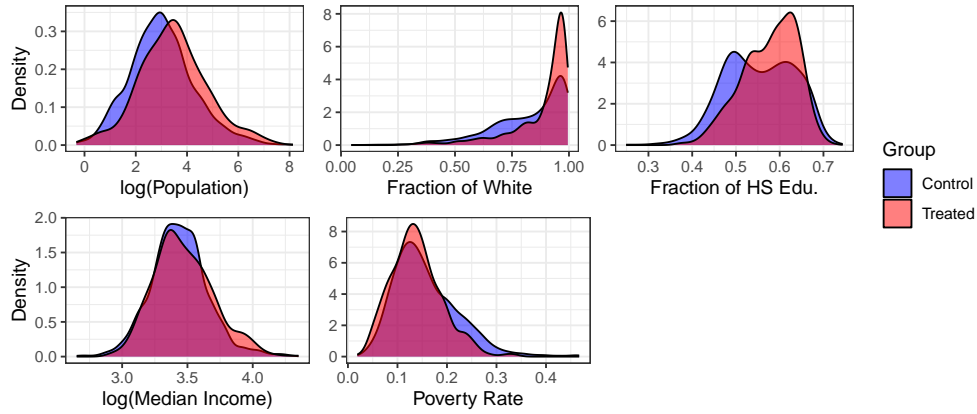 Density
0.3
0.2
0.1
0.0
0 2 4 6 8
log(Population)
8
6
4
2
0
0.00 0.25 0.50 0.75 1.00
Fraction of White
6
4
2
0
0.3 0.4 0.5 0.6 0.7
Fraction of HS Edu.
Group
Control
Treated
Density
2.0
1.5
1.0
0.5
0.0
3.0 3.5 4.0
log(Median Income)
8
6
4
2
0
0.0 0.1 0.2 0.3 0.4
Poverty Rate